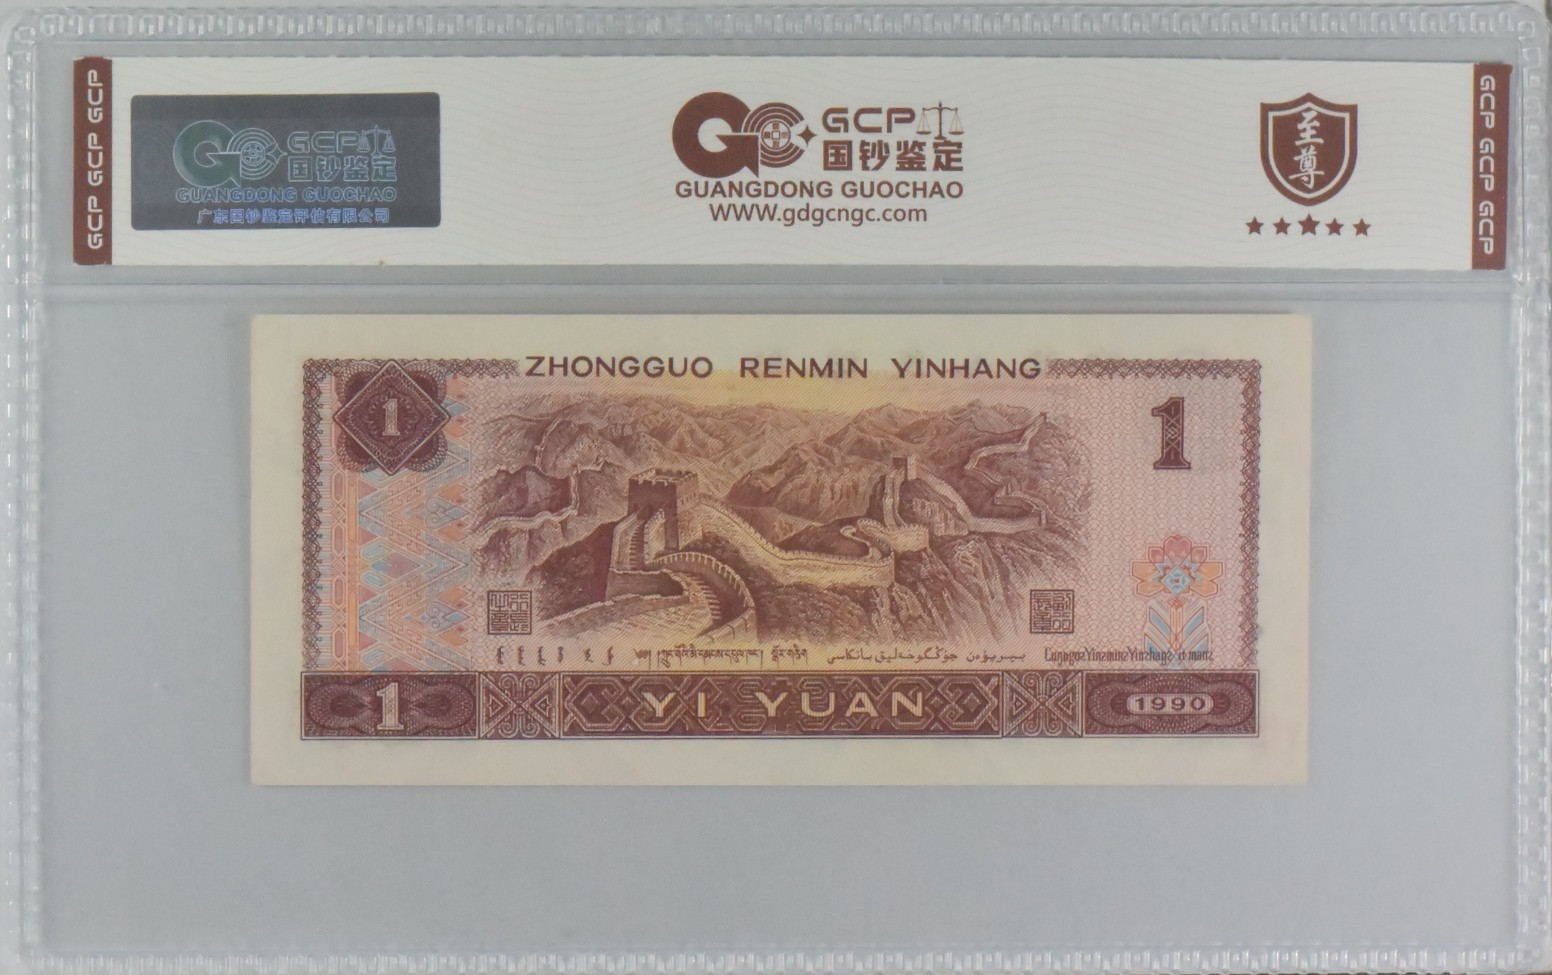 GCP GCP GCP
GCP
国钞鉴定
GUANGDONG GUOCHAO
广东国钞鉴定评估有限公司
GCP
国钞鉴定
GUANGDONG GUOCHAO
WWW.gdgcngc.com
至尊
GCP GCP GCP
ZHONGGUO RENMIN YINHANG
1
1
1
YI YUAN
1990